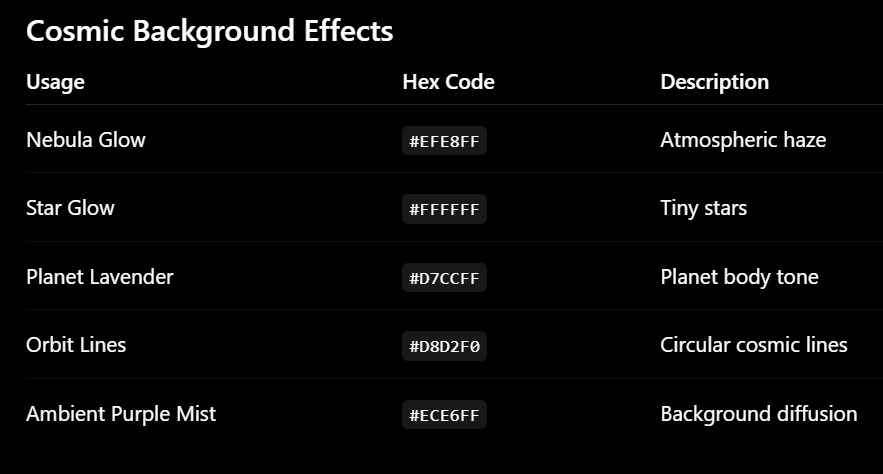 Cosmic Background Effects
Usage Hex Code Description
Nebula Glow #EFE8FF Atmospheric haze
Star Glow #FFFFFF Tiny stars
Planet Lavender #D7CCFF Planet body tone
Orbit Lines #D8D2F0 Circular cosmic lines
Ambient Purple Mist #ECE6FF Background diffusion